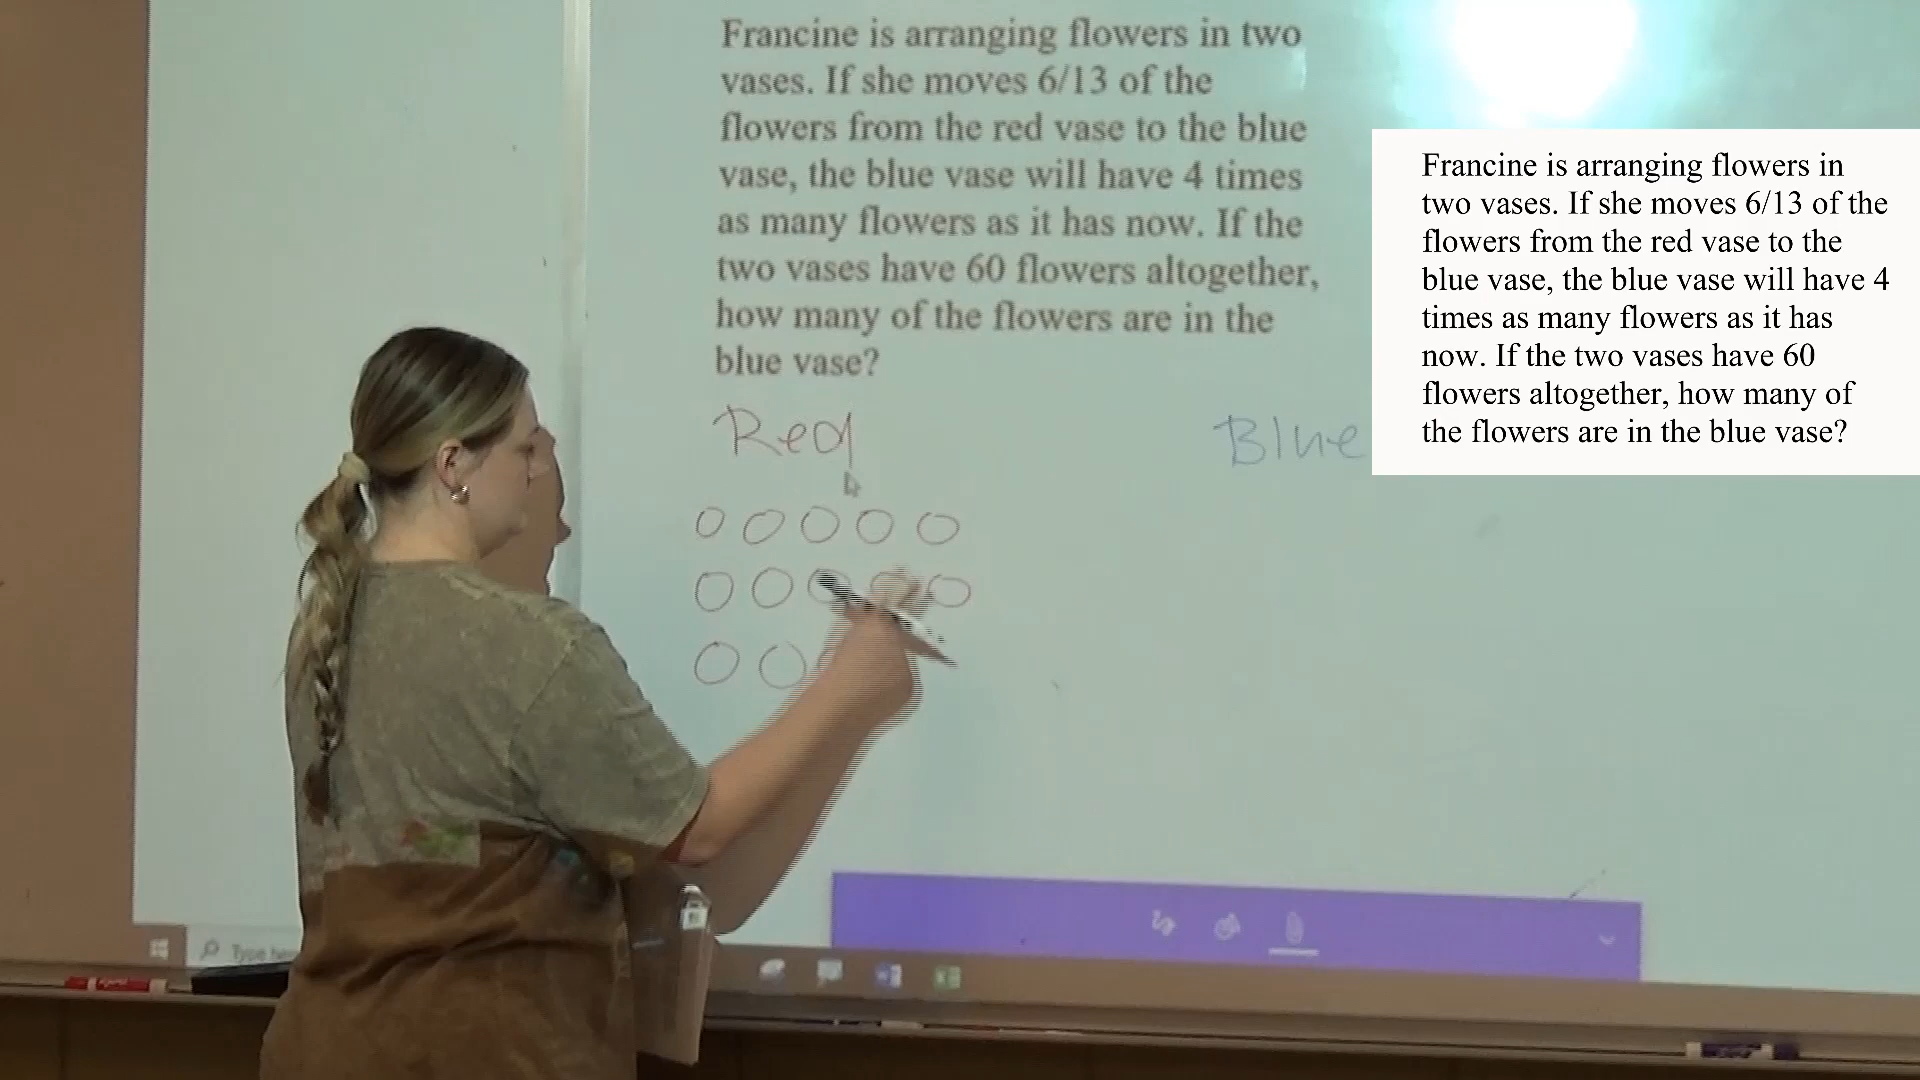 Francine is arranging flowers in two
vases. If she moves 6/13 of the
flowers from the red vase to the blue
vase, the blue vase will have 4 times
as many flowers as it has now. If the
two vases have 60 flowers altogether,
how many of the flowers are in the
blue vase?
Francine is arranging flowers in
two vases. If she moves 6/13 of the
flowers from the red vase to the
blue vase, the blue vase will have 4
times as many flowers as it has
now. If the two vases have 60
flowers altogether, how many of
the flowers are in the blue vase?
Red
Blue
Type